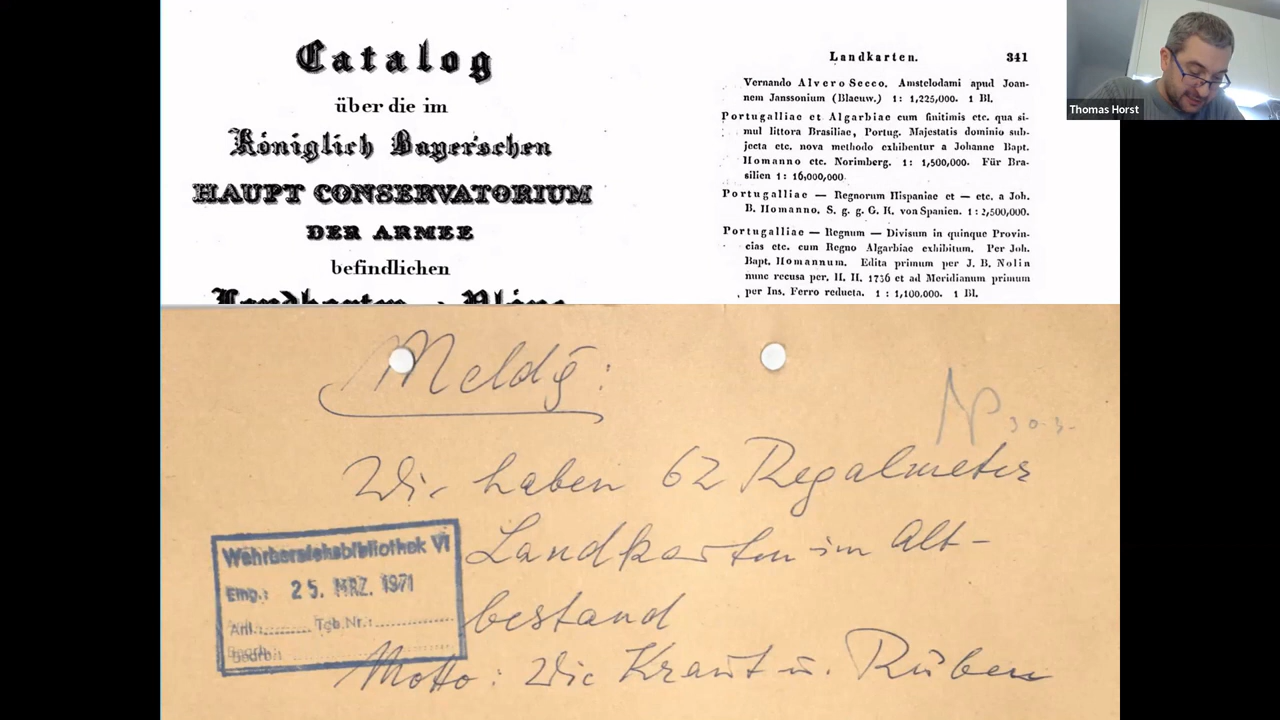 Catalog
über die im
Königlich Bayerschen
HAUPT CONSERVATORIUM
DER ARMEE
befindlichen
Landkarten u. Pläne
Landkarten. 341
Vernando Alvero Secco. Amstelodami apud Joan-
nem Janssonium (Blaeuw.) 1: 1,225,000. 1 Bl.
Portugalliae et Algarbiae cum finitimis etc. qua si-
mul littora Brasiliae, Portug. Majestatis dominio sub-
jecta etc. nova methodo exhibentur a Johanne Bapt.
Homanno etc. Norimberg. 1: 1,500,000. Für Bra-
silien 1: 16,000,000.
Portugalliae — Regnorum Hispaniae et — etc. a Joh.
B. Homanno. S. g. g. G. K. von Spanien. 1: 2,500,000.
Portugalliae — Regnum — Divisum in quinque Provin-
cias etc. cum Regno Algarbiae exhibitum. Per Joh.
Bapt. Homannum. Edita primum per J. B. Nolin
nunc recusa per. H. H. 1736 et ad Meridianum primum
per Ins. Ferro reducta. 1: 1,100,000. 1 Bl.
Thomas Horst
Meldg:
30.3.
Wir haben 62 Regalmeter
Landkarten im Alt-
bestand
Motto: Wie Kraut u. Rüben
Wehrbereichsbibliothek VI
Eing.: 25. MRZ. 1971
Anl.:.......... Tgb.Nr.:................
Bearb.: